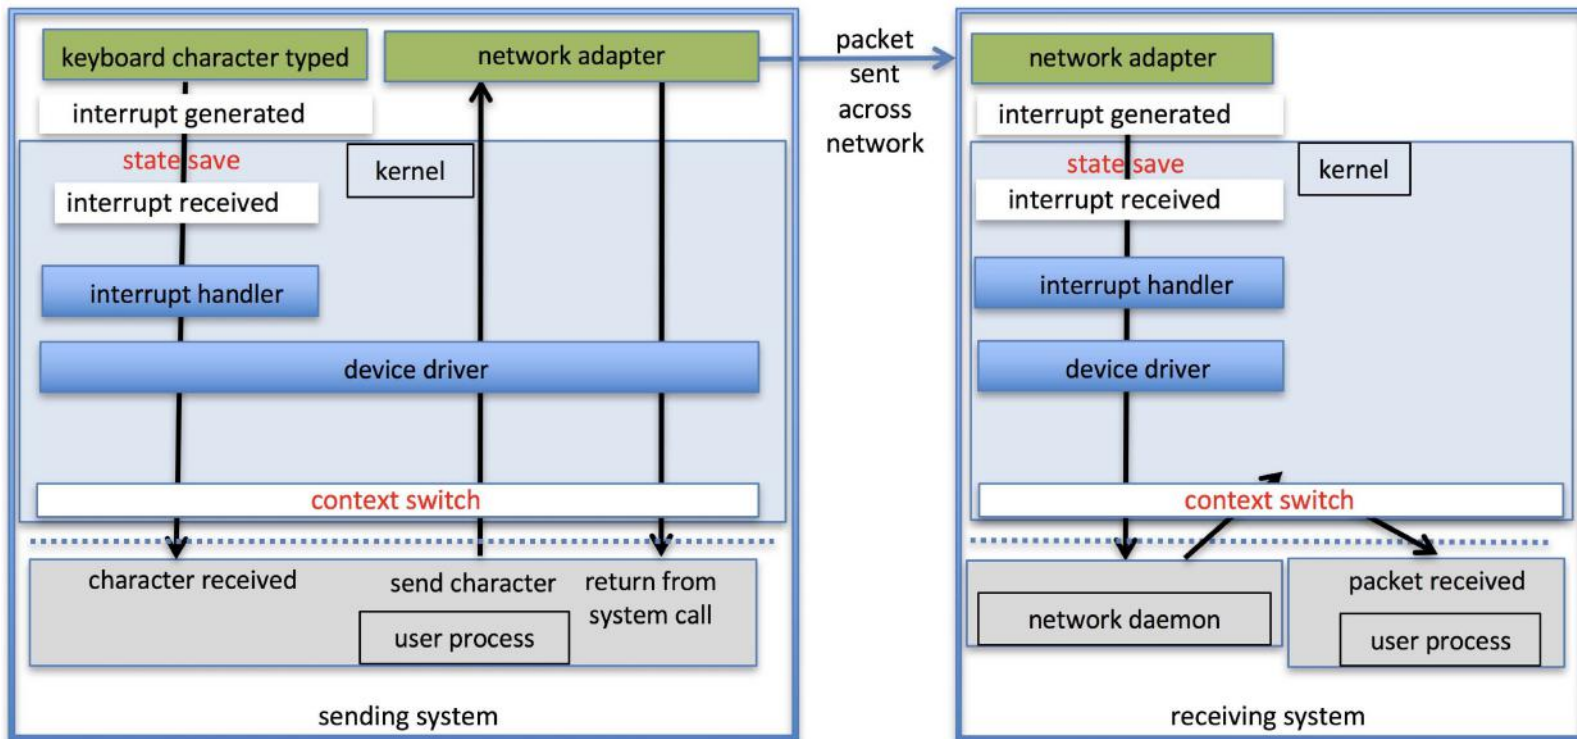 keyboard character typed
network adapter
interrupt generated
state save
kernel
interrupt received
interrupt handler
device driver
context switch
character received
send character
return from
system call
user process
sending system
packet
sent
across
network
network adapter
interrupt generated
state save
kernel
interrupt received
interrupt handler
device driver
context switch
network daemon
packet received
user process
receiving system